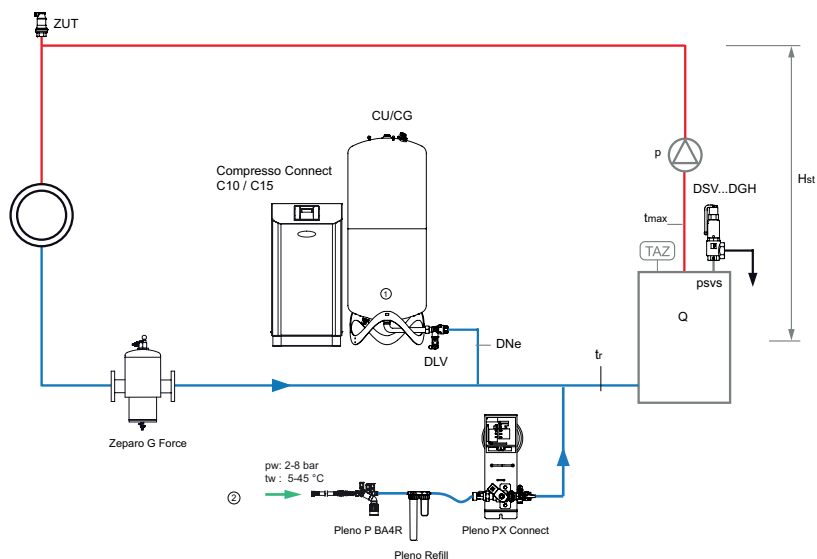 ZUT
CU/CG
Compresso Connect
C10 / C15
p
DSV...DGH
Hst
tmax
TAZ
psvs
Q
1
DNe
DLV
tr
Zeparo G Force
pw: 2-8 bar
tw : 5-45 °C
2
Pleno P BA4R
Pleno PX Connect
Pleno Refill